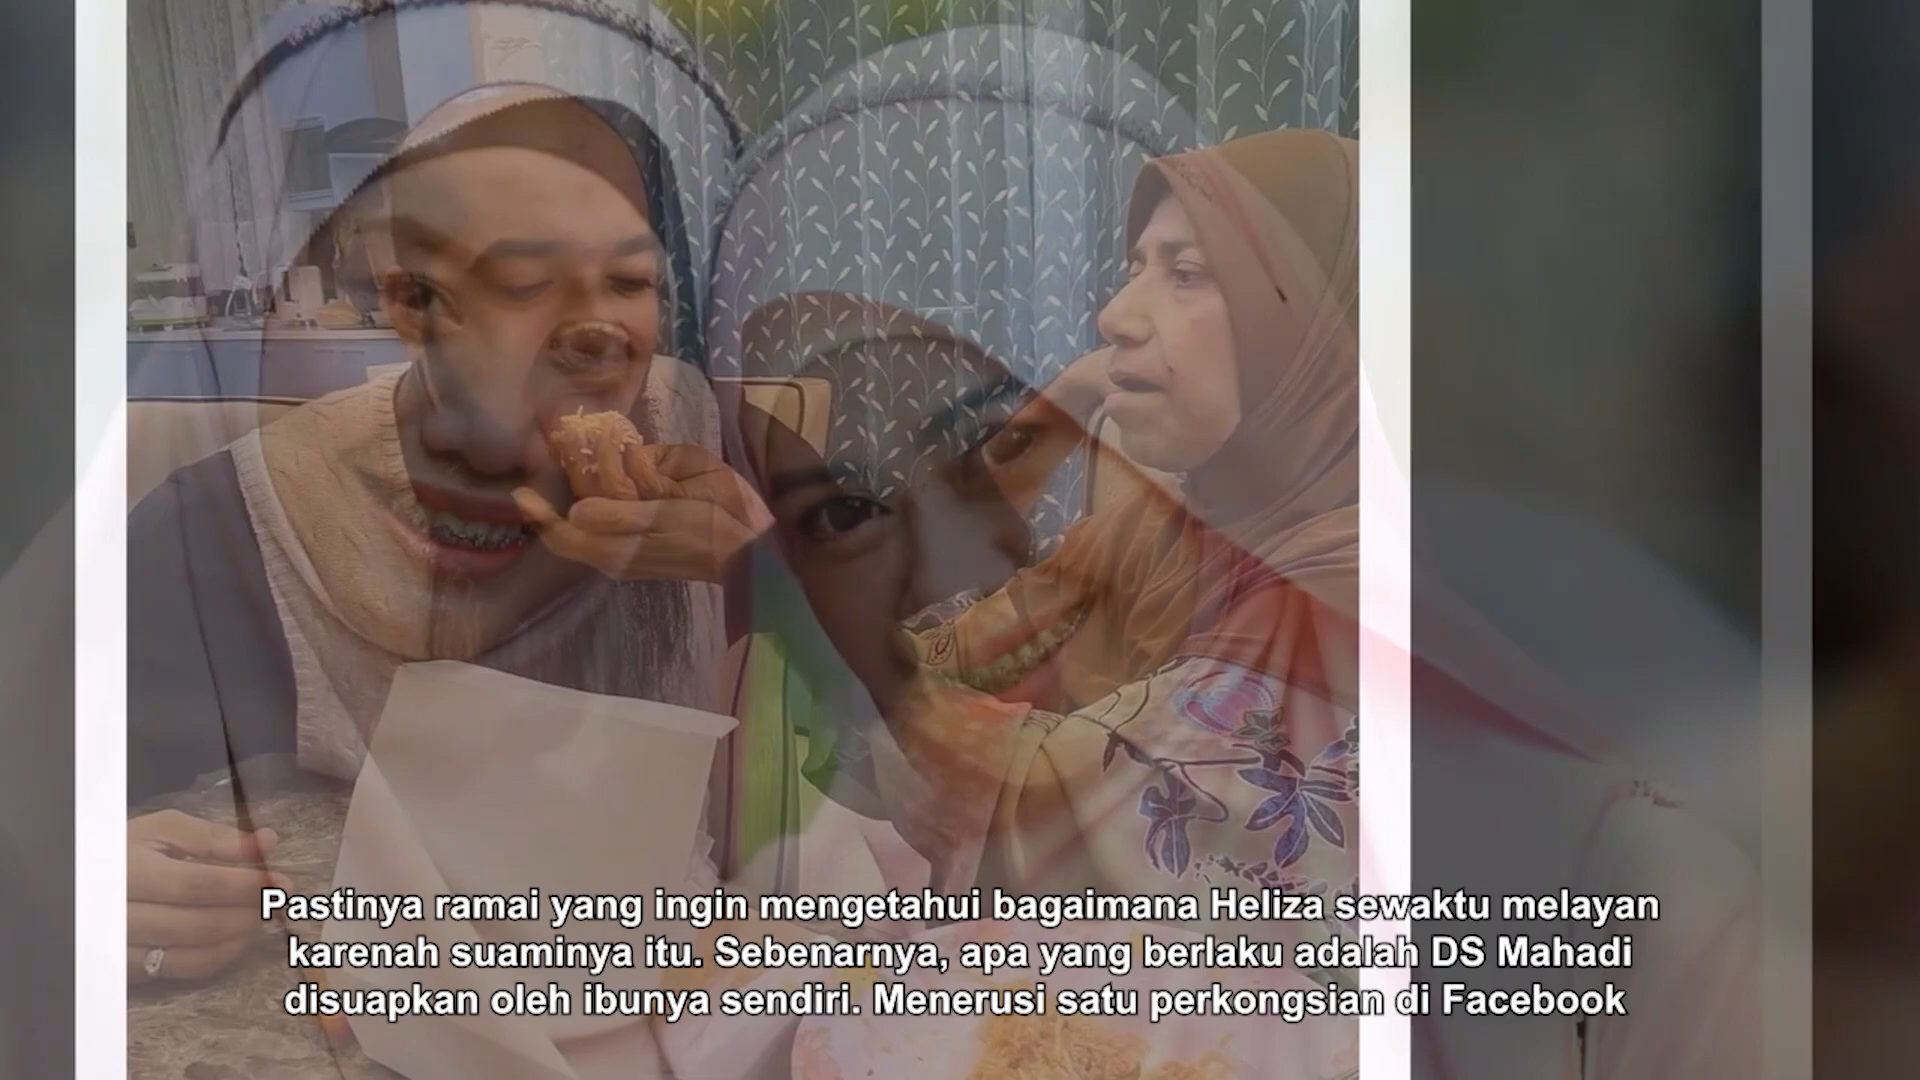 Pastinya ramai yang ingin mengetahui bagaimana Heliza sewaktu melayan
karenah suaminya itu. Sebenarnya, apa yang berlaku adalah DS Mahadi
disuapkan oleh ibunya sendiri. Menerusi satu perkongsian di Facebook